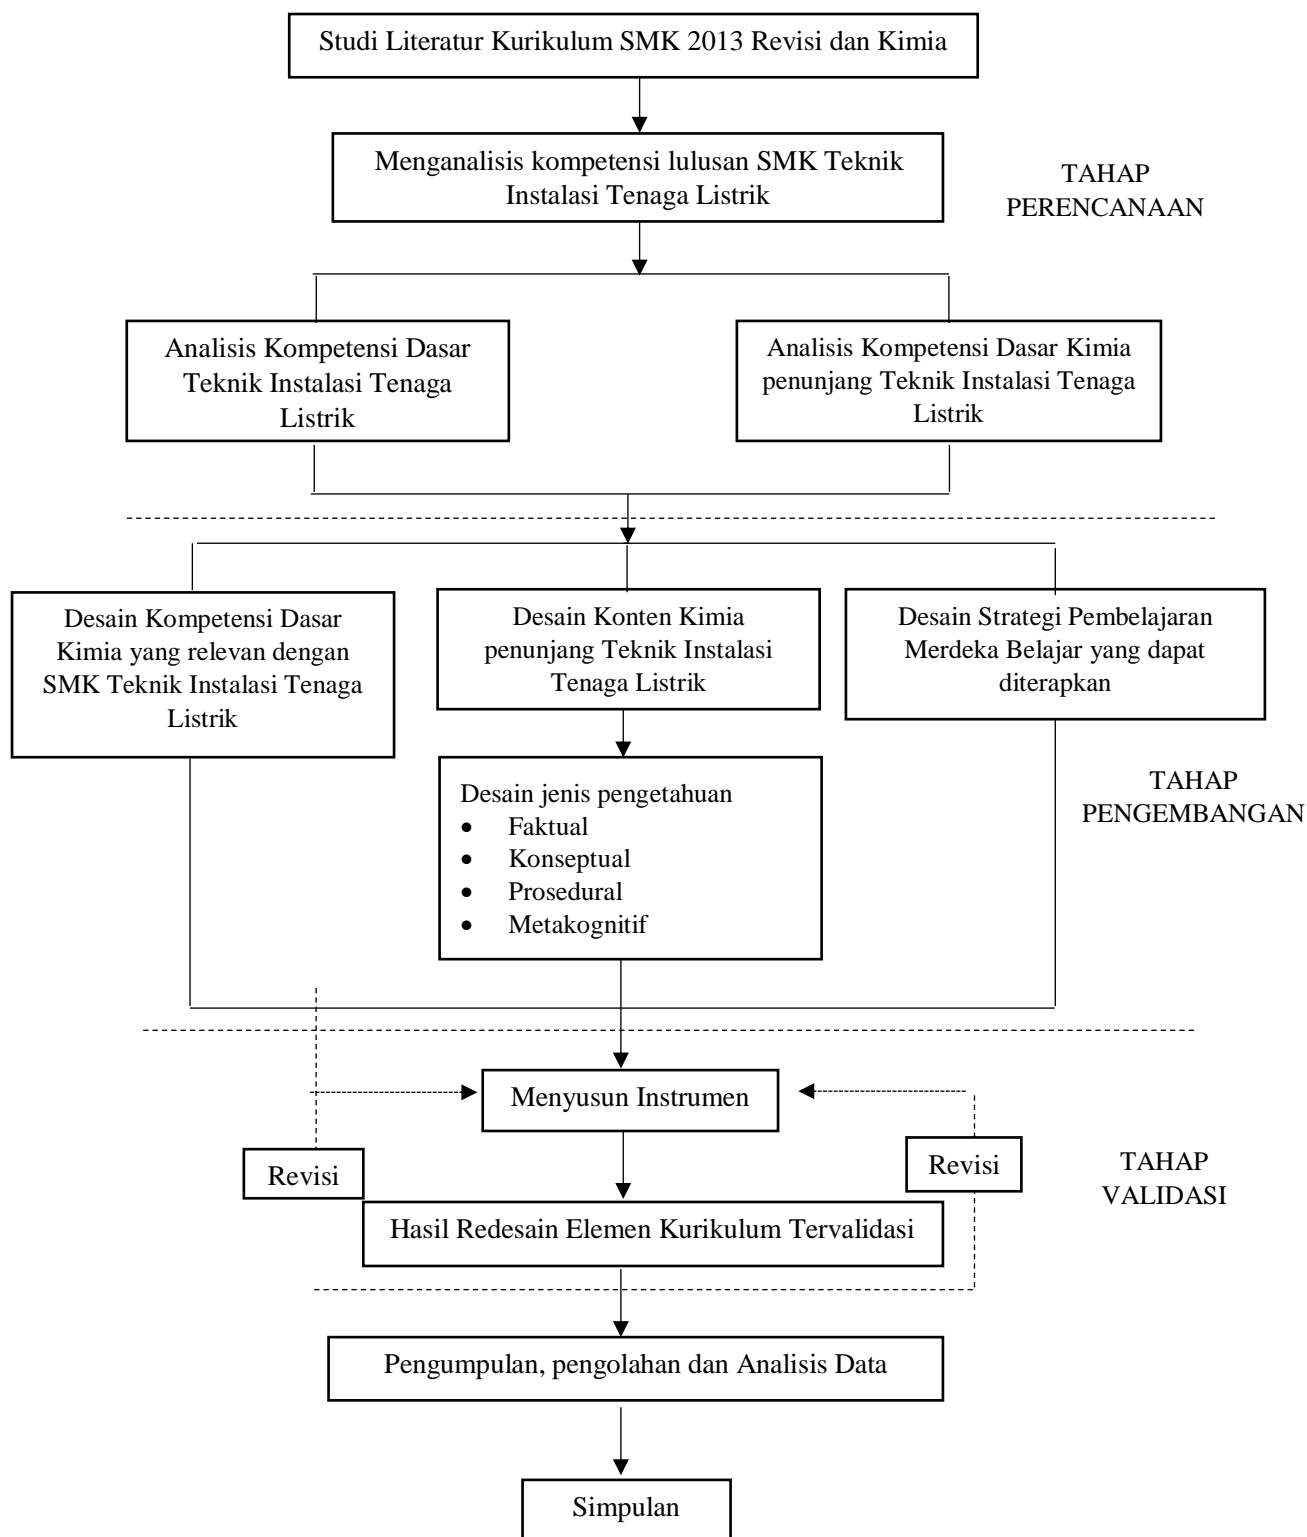 Studi Literatur Kurikulum SMK 2013 Revisi dan Kimia
Menganalisis kompetensi lulusan SMK Teknik
Instalasi Tenaga Listrik
TAHAP
PERENCANAAN
Analisis Kompetensi Dasar
Teknik Instalasi Tenaga
Listrik
Analisis Kompetensi Dasar Kimia
penunjang Teknik Instalasi Tenaga
Listrik
Desain Kompetensi Dasar
Kimia yang relevan dengan
SMK Teknik Instalasi Tenaga
Listrik
Desain Konten Kimia
penunjang Teknik Instalasi
Tenaga Listrik
Desain Strategi Pembelajaran
Merdeka Belajar yang dapat
diterapkan
Desain jenis pengetahuan
• Faktual
• Konseptual
• Prosedural
• Metakognitif
TAHAP
PENGEMBANGAN
Menyusun Instrumen
Revisi
Revisi
TAHAP
VALIDASI
Hasil Redesain Elemen Kurikulum Tervalidasi
Pengumpulan, pengolahan dan Analisis Data
Simpulan